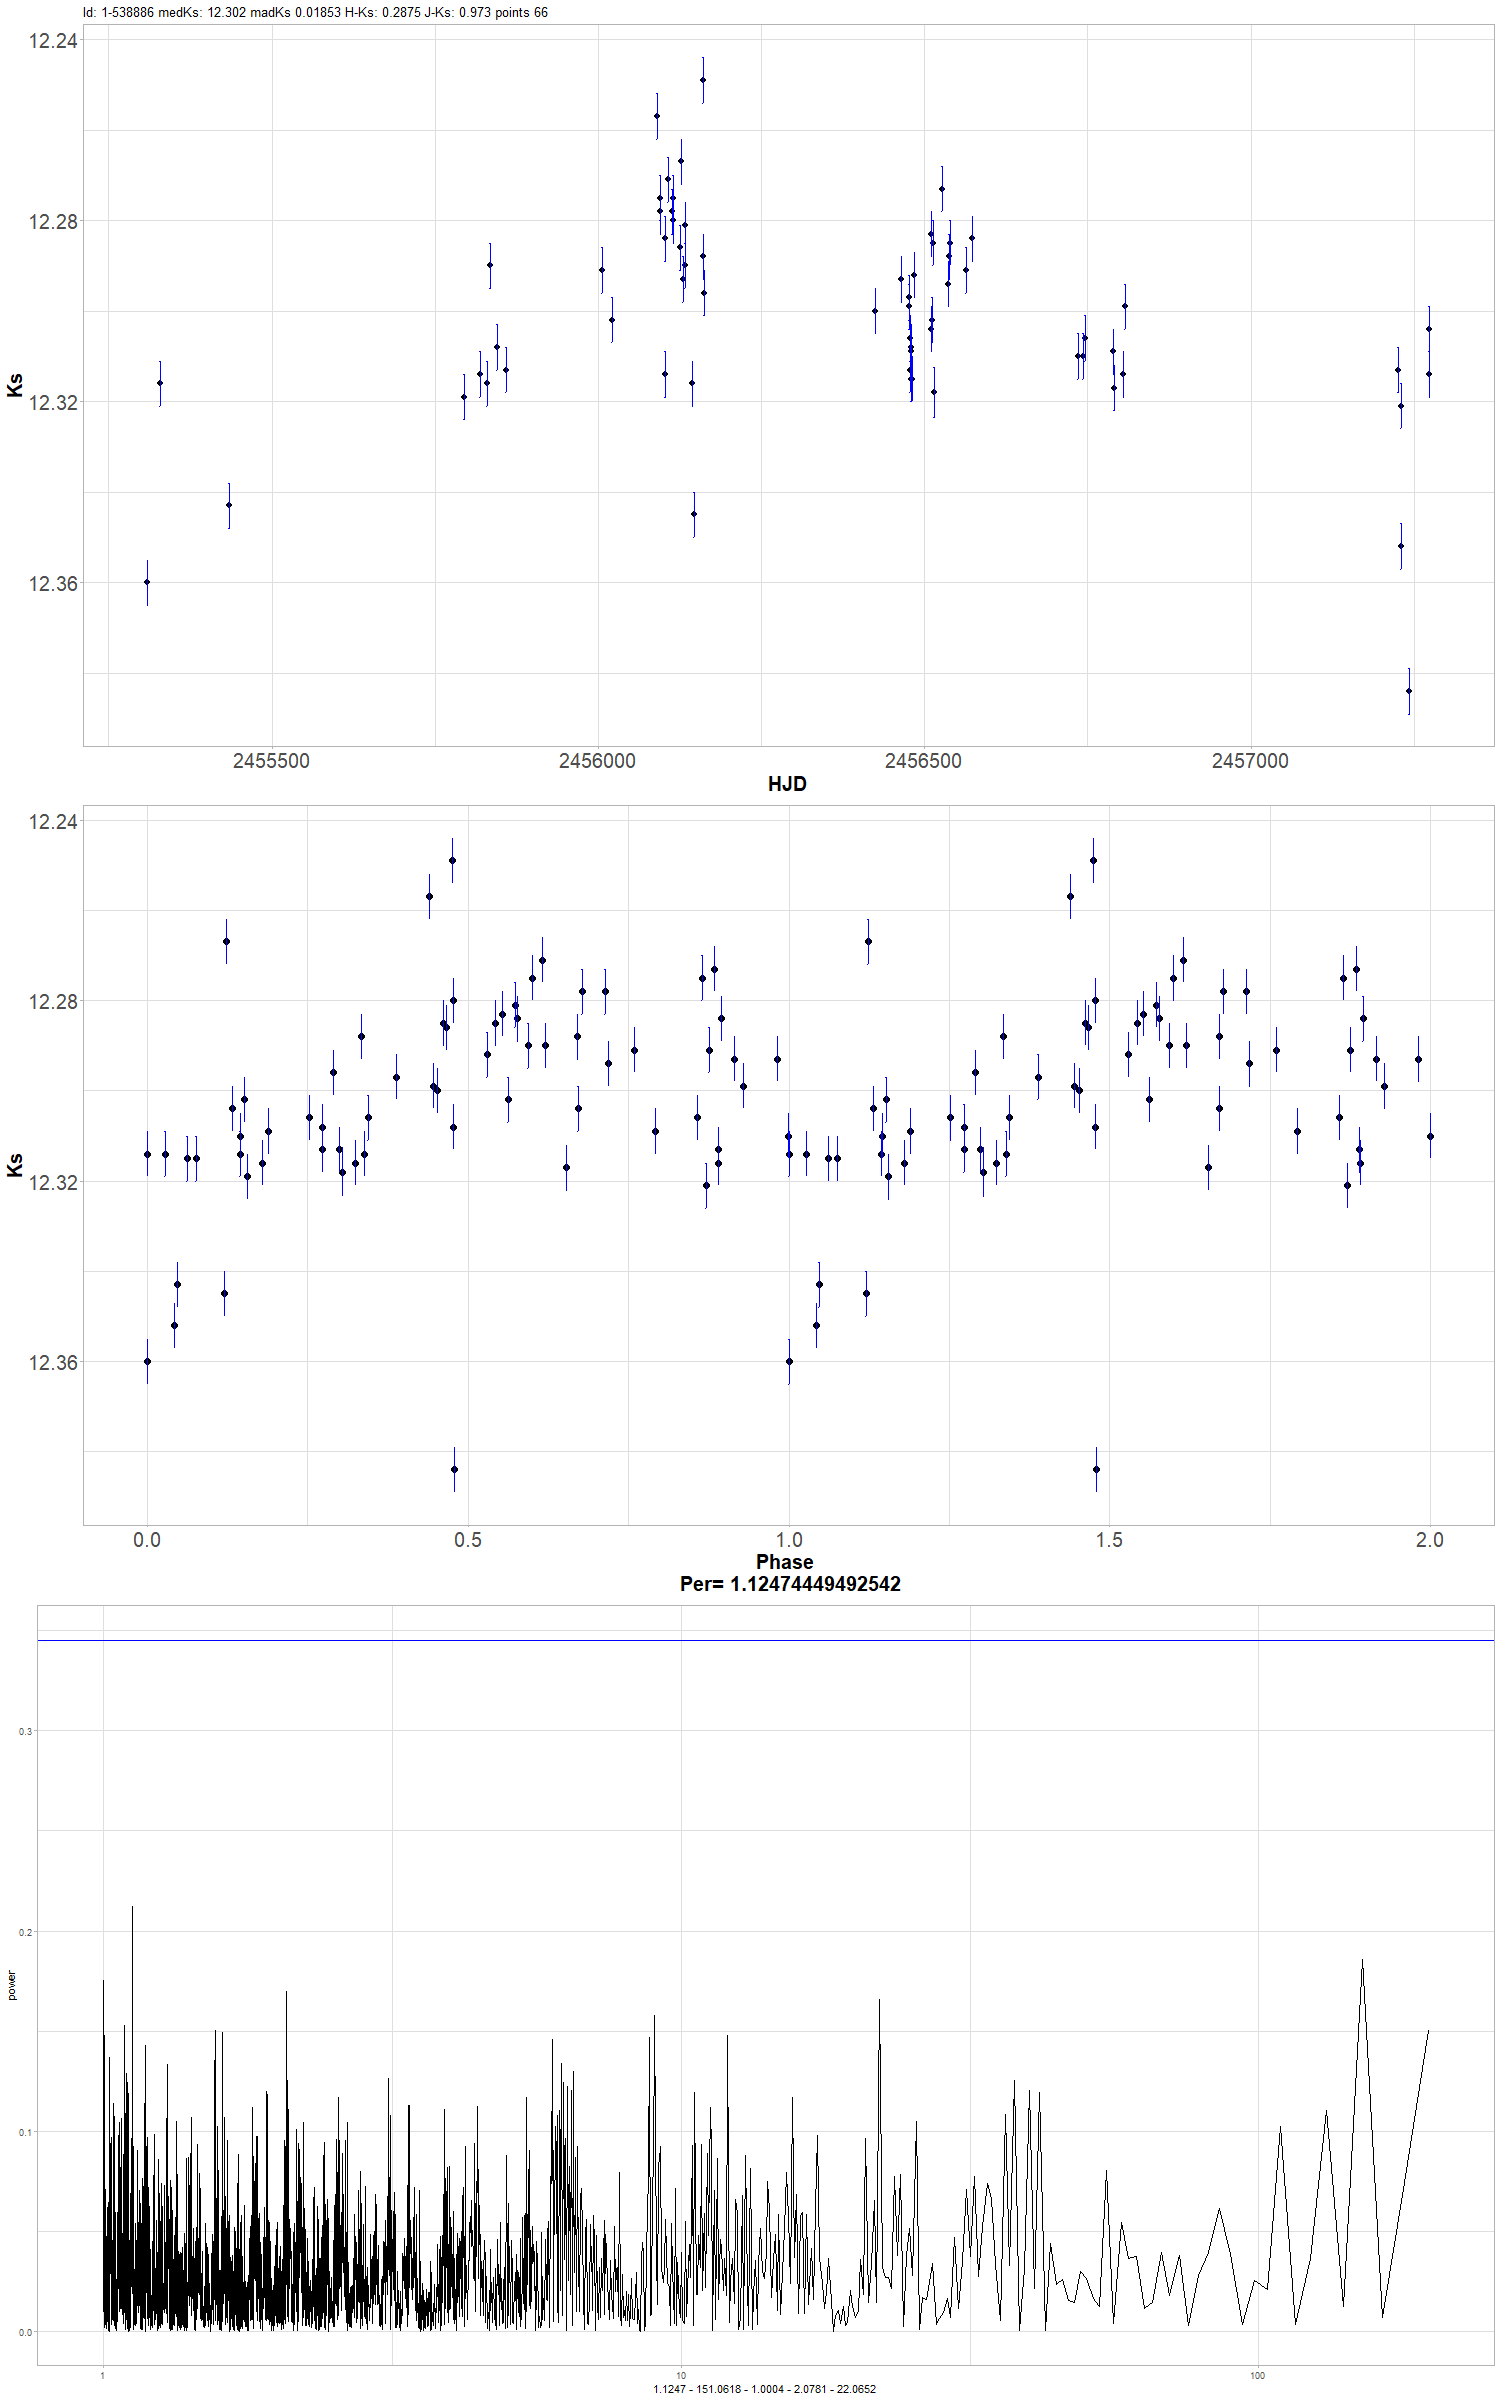 Id: 1-538886 medKs: 12.302 madKs 0.01853 H-Ks: 0.2875 J-Ks: 0.973 points 66
12.24
12.28
12.32
12.36
Ks
2455500 2456000 2456500 2457000
HJD
12.24
12.28
12.32
12.36
Ks
0.0 0.5 1.0 1.5 2.0
Phase
Per= 1.12474449492542
0.3
0.2
0.1
0.0
power
1 10 100
1.1247 - 151.0618 - 1.0004 - 2.0781 - 22.0652